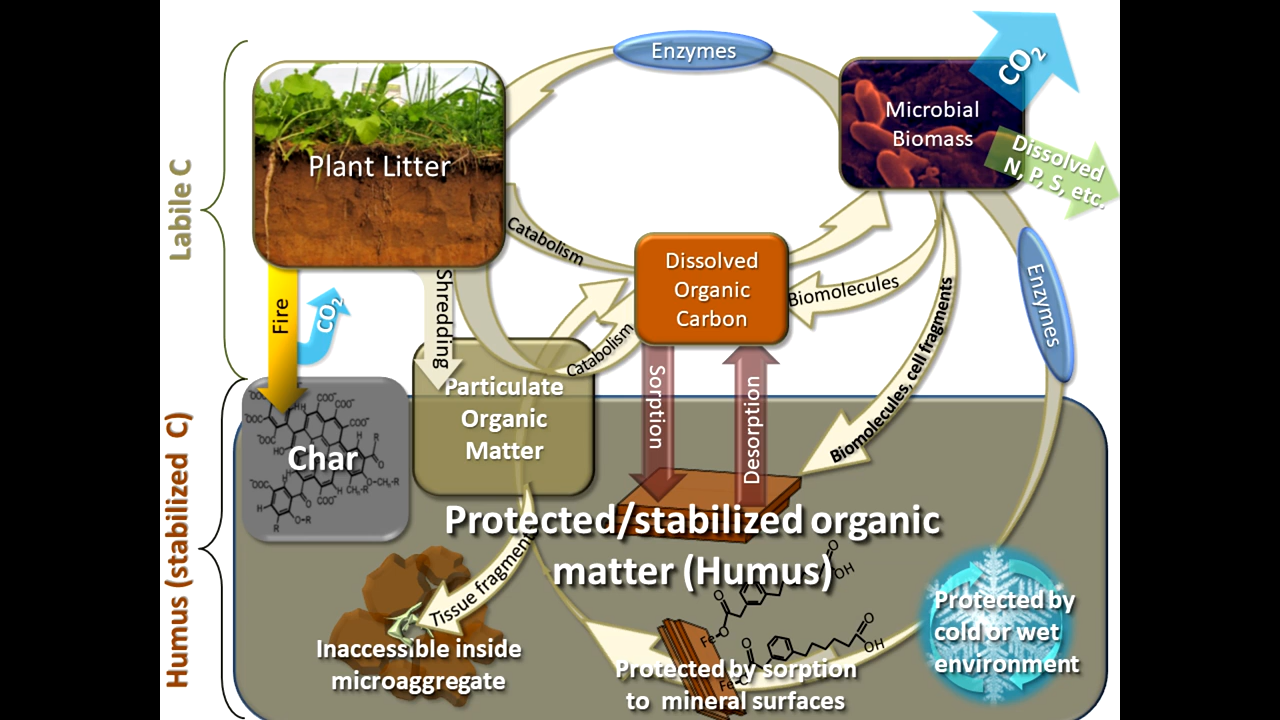 Enzymes
CO2
Microbial
Biomass
Dissolved
N, P, S, etc.
Plant Litter
Labile C
Catabolism
Dissolved
Organic
Carbon
Biomolecules
Enzymes
Fire
CO2
Shredding
Catabolism
Biomolecules, cell fragments
Sorption
Desorption
Particulate
Organic
Matter
Char
Humus (stabilized C)
Protected/stabilized organic
matter (Humus)
Tissue fragment
Inaccessible inside
microaggregate
Protected by sorption
to mineral surfaces
Protected by
cold or wet
environment